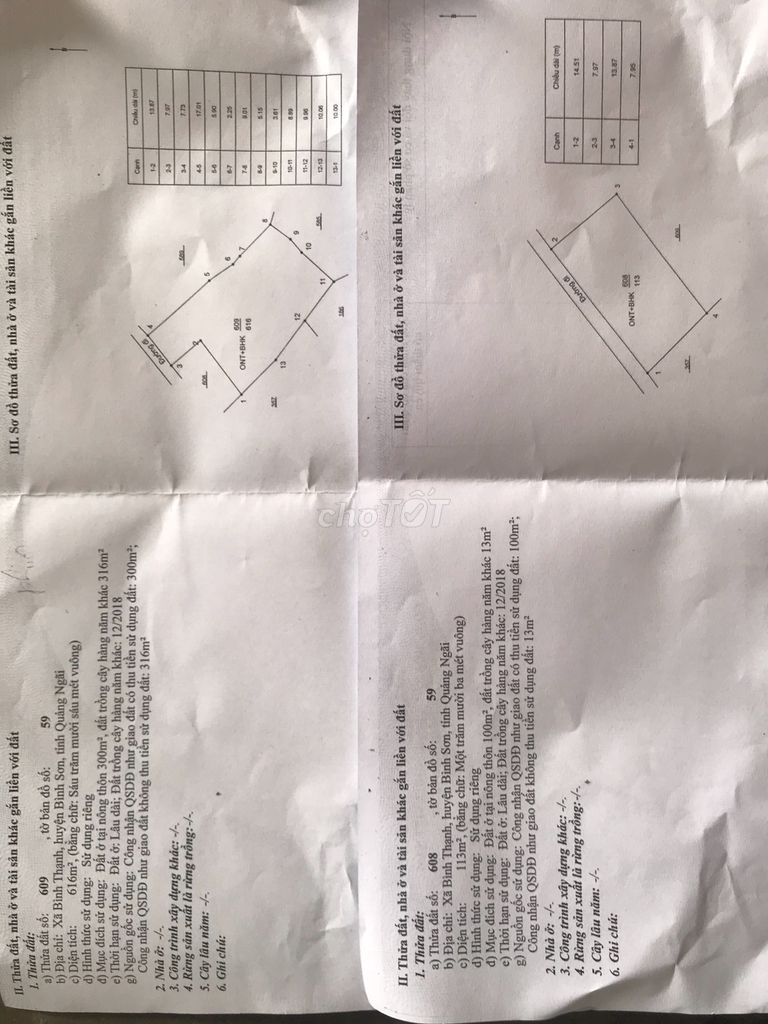 II. Thửa đất, nhà ở và tài sản khác gắn liền với đất
1. Thửa đất:
a) Thửa đất số: 609 , tờ bản đồ số: 59
b) Địa chỉ: Xã Bình Thạnh, huyện Bình Sơn, tỉnh Quảng Ngãi
c) Diện tích: 616m², (bằng chữ: Sáu trăm mười sáu mét vuông)
d) Hình thức sử dụng: Sử dụng riêng
đ) Mục đích sử dụng: Đất ở tại nông thôn 300m², đất trồng cây hàng năm khác 316m²
e) Thời hạn sử dụng: Đất ở: Lâu dài; Đất trồng cây hàng năm khác: 12/2018
g) Nguồn gốc sử dụng: Công nhận QSDĐ như giao đất có thu tiền sử dụng đất: 300m²;
Công nhận QSDĐ như giao đất không thu tiền sử dụng đất: 316m²
2. Nhà ở: -/-.
3. Công trình xây dựng khác: -/-.
4. Rừng sản xuất là rừng trồng:-/-.
5. Cây lâu năm: -/-.
6. Ghi chú:
III. Sơ đồ thửa đất, nhà ở và tài sản khác gắn liền với đất
Đường đi
4
3
2
608
5
589
6
7
8
585
9
10
11
586
12
13
357
1
ONT+BHK 609
616
Cạnh Chiều dài (m)
1-2 13.87
2-3 7.97
3-4 7.73
4-5 17.01
5-6 5.90
6-7 2.25
7-8 9.01
8-9 5.15
9-10 3.61
10-11 8.89
11-12 9.96
12-13 10.06
13-1 10.00
chợTỐT
II. Thửa đất, nhà ở và tài sản khác gắn liền với đất
1. Thửa đất:
a) Thửa đất số: 608 , tờ bản đồ số: 59
b) Địa chỉ: Xã Bình Thạnh, huyện Bình Sơn, tỉnh Quảng Ngãi
c) Diện tích: 113m², (bằng chữ: Một trăm mười ba mét vuông)
d) Hình thức sử dụng: Sử dụng riêng
đ) Mục đích sử dụng: Đất ở tại nông thôn 100m², đất trồng cây hàng năm khác 13m²
e) Thời hạn sử dụng: Đất ở: Lâu dài; Đất trồng cây hàng năm khác: 12/2018
g) Nguồn gốc sử dụng: Công nhận QSDĐ như giao đất có thu tiền sử dụng đất: 100m²;
Công nhận QSDĐ như giao đất không thu tiền sử dụng đất: 13m²
2. Nhà ở: -/-.
3. Công trình xây dựng khác: -/-.
4. Rừng sản xuất là rừng trồng:-/-.
5. Cây lâu năm: -/-.
6. Ghi chú:
III. Sơ đồ thửa đất, nhà ở và tài sản khác gắn liền với đất
Đường đi
2
3
1
4
357
609
ONT+BHK 608
113
Cạnh Chiều dài (m)
1-2 14.51
2-3 7.97
3-4 13.87
4-1 7.95